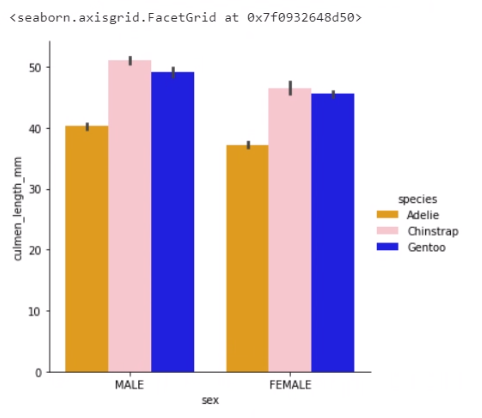 <seaborn.axisgrid.FacetGrid at 0x7f0932648d50>
50
40
30
20
10
0
culmen_length_mm
MALE
FEMALE
sex
species
Adelie
Chinstrap
Gentoo